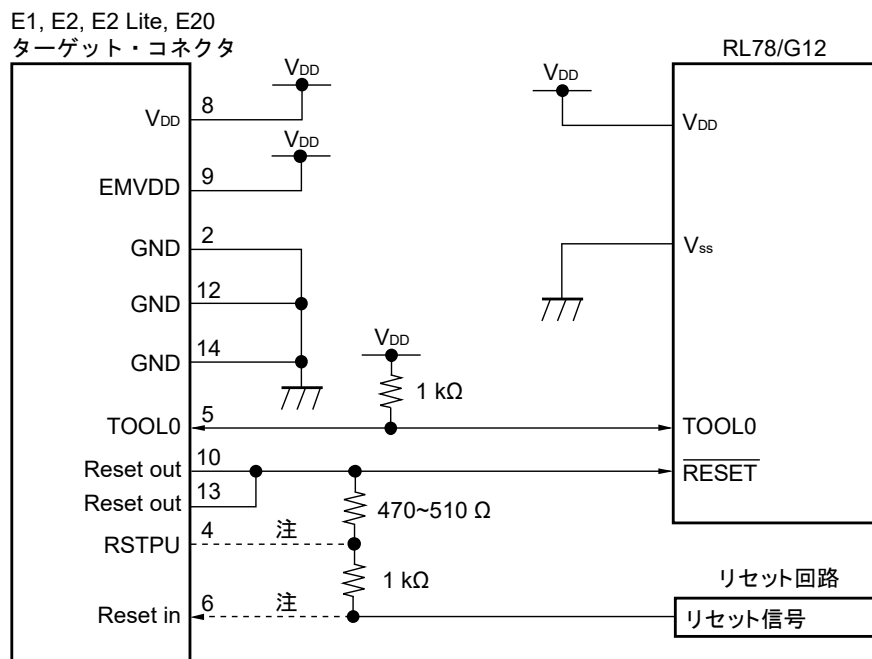 E1, E2, E2 Lite, E20
ターゲット・コネクタ
RL78/G12
VDD
VDD
VDD
8
VDD
VDD
EMVDD
9
GND
2
Vss
GND
12
GND
14
VDD
1 kΩ
TOOL0
5
TOOL0
Reset out
10
RESET
Reset out
13
470~510 Ω
RSTPU
4
注
1 kΩ
リセット回路
Reset in
6
注
リセット信号